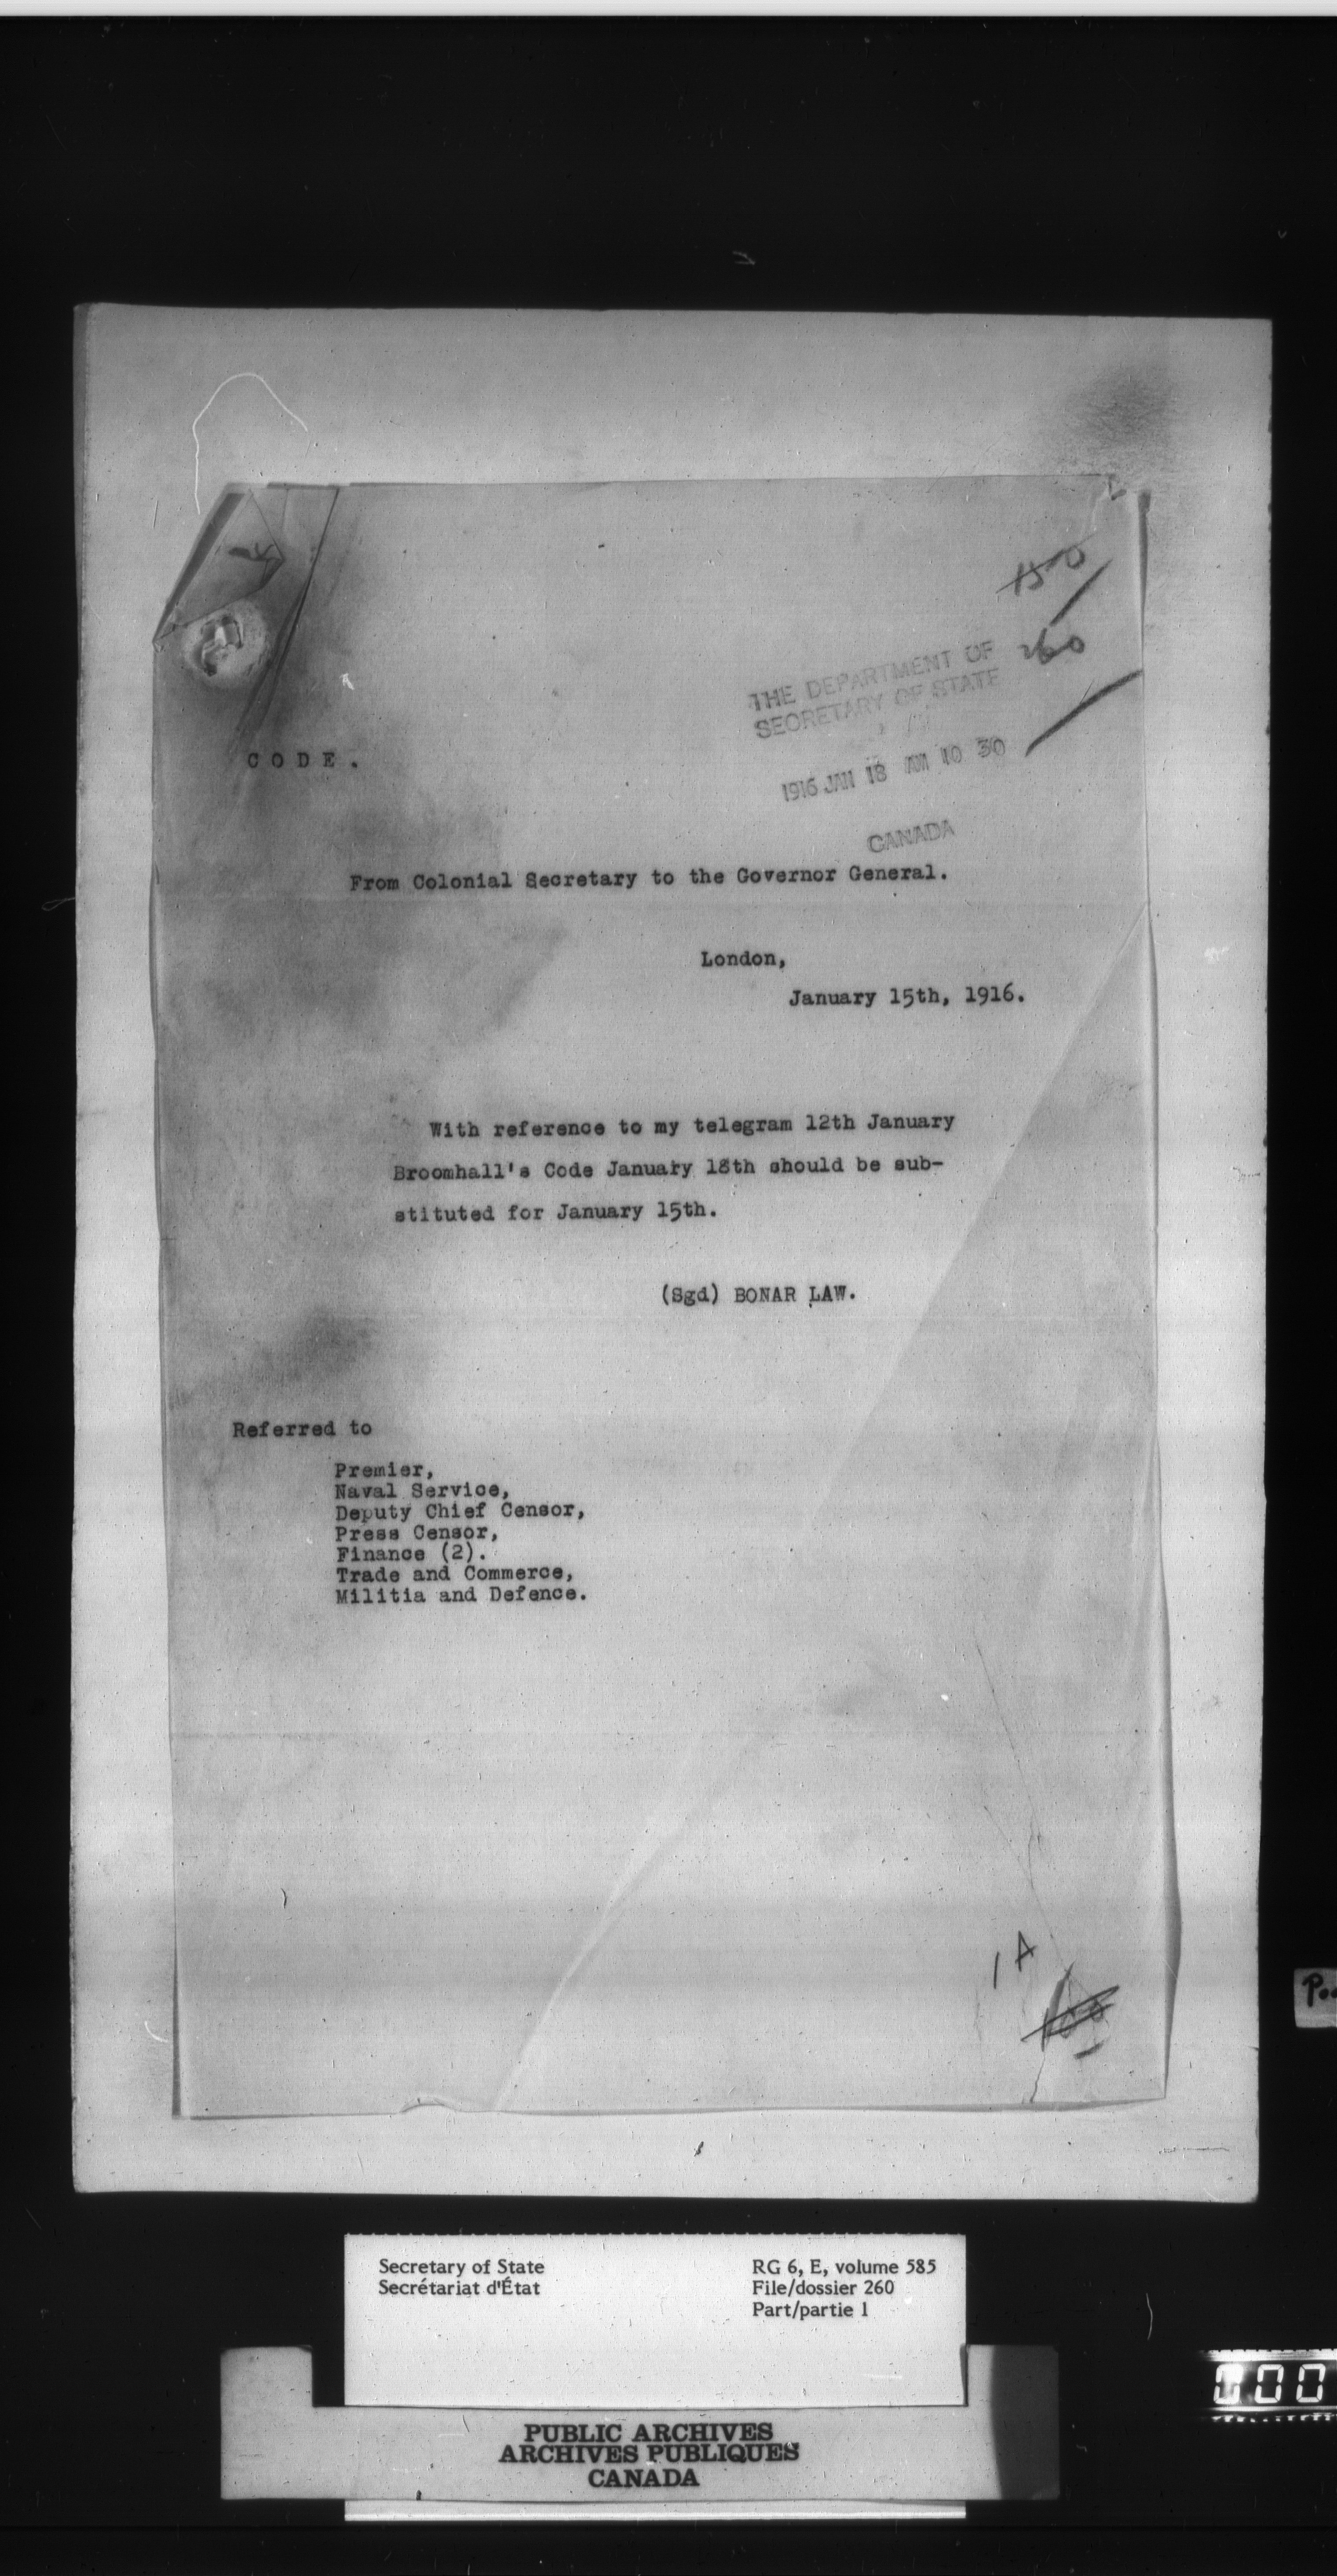 150
260
THE DEPARTMENT OF
SECRETARY OF STATE
1916 JAN 18 AM 10 30
CANADA
CODE.
From Colonial Secretary to the Governor General.
London,
January 15th, 1916.
With reference to my telegram 12th January
Broomhall's Code January 18th should be sub-
stituted for January 15th.
(Sgd) BONAR LAW.
Referred to
Premier,
Naval Service,
Deputy Chief Censor,
Press Censor,
Finance (2).
Trade and Commerce,
Militia and Defence.
1 A
Secretary of State
Secrétariat d'État
RG 6, E, volume 585
File/dossier 260
Part/partie 1
PUBLIC ARCHIVES
ARCHIVES PUBLIQUES
CANADA